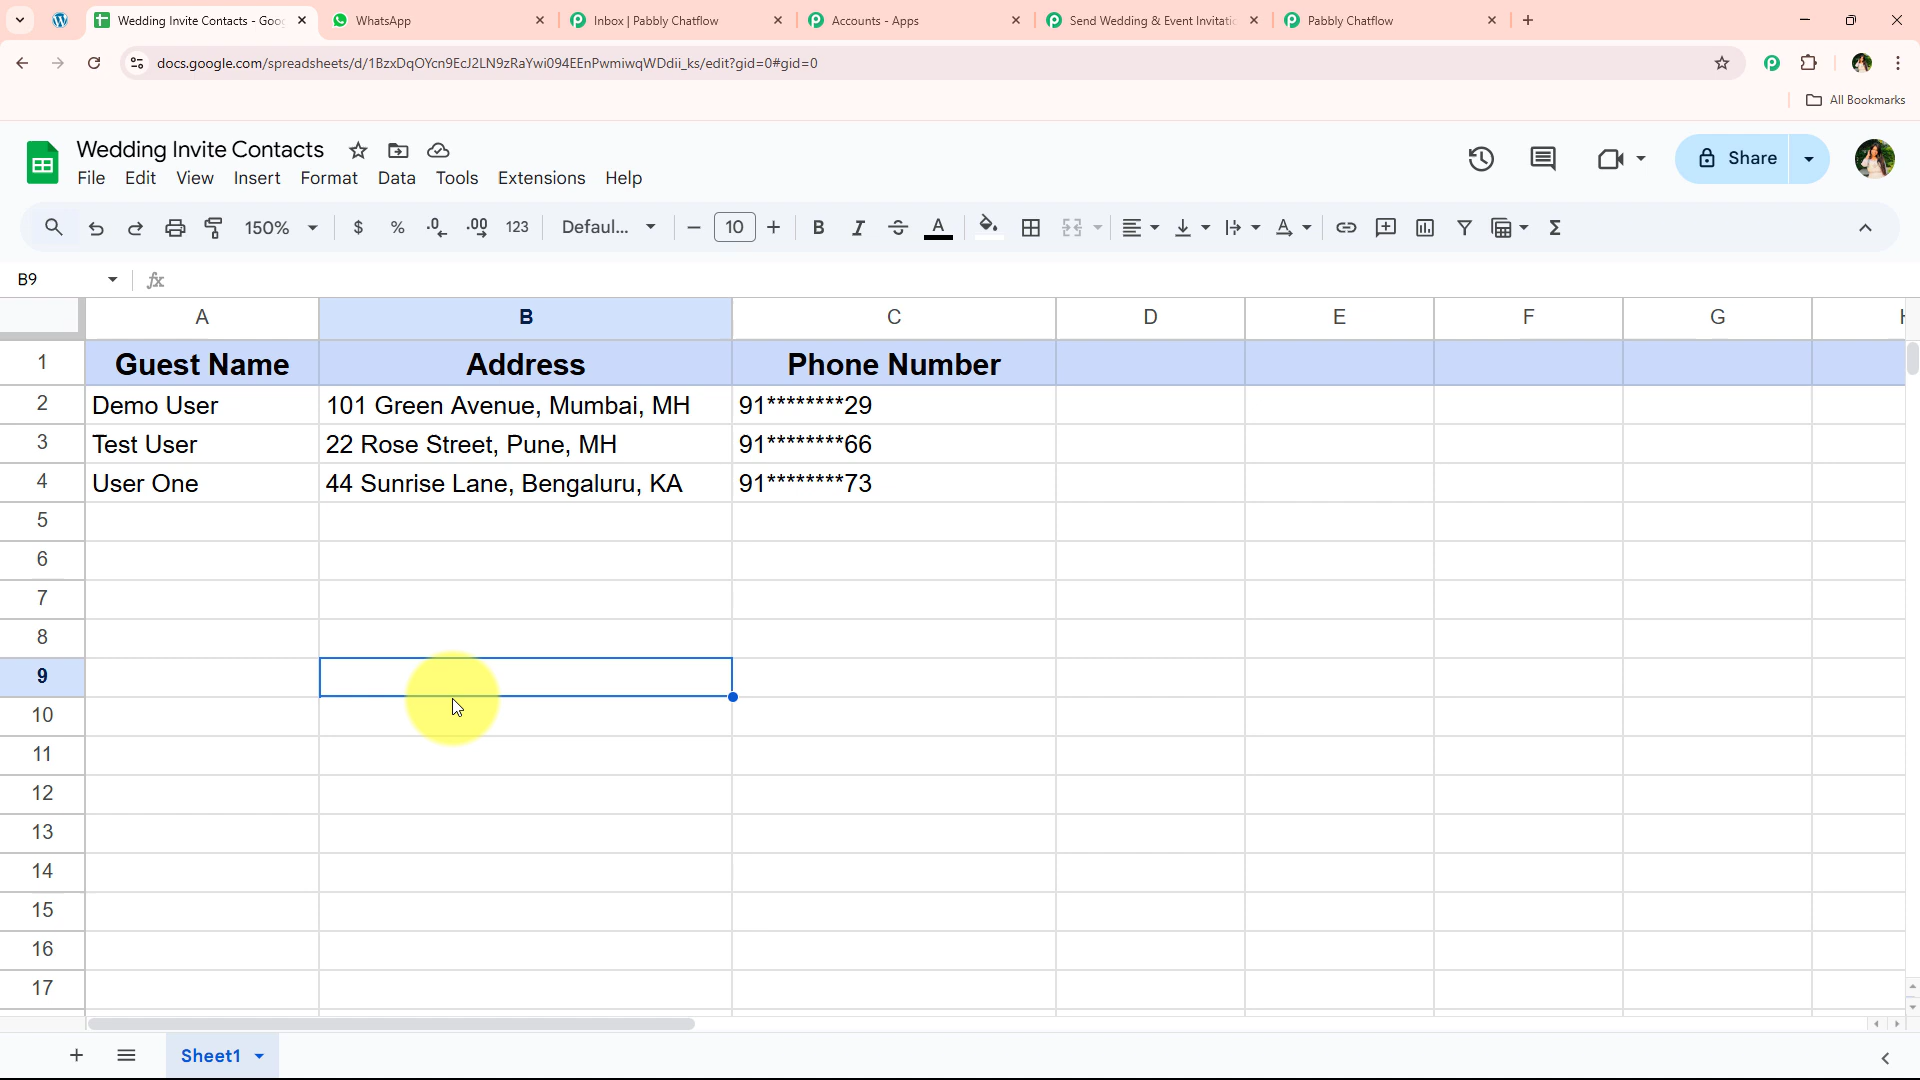 Wedding Invite Contacts - Goo
WhatsApp
Inbox | Pabbly Chatflow
Accounts - Apps
Send Wedding & Event Invitati
Pabbly Chatflow
docs.google.com/spreadsheets/d/1BzxDqOYcn9EcJ2LN9zRaYwi094EEnPwmiwqWDdii_ks/edit?gid=0#gid=0
All Bookmarks
Wedding Invite Contacts
File Edit View Insert Format Data Tools Extensions Help
Share
150% $ % .0 .00 123 Defaul... 10 B I A
B9 fx
A B C D E F G H
1 Guest Name Address Phone Number
2 Demo User 101 Green Avenue, Mumbai, MH 91********29
3 Test User 22 Rose Street, Pune, MH 91********66
4 User One 44 Sunrise Lane, Bengaluru, KA 91********73
5
6
7
8
9
10
11
12
13
14
15
16
17
Sheet1